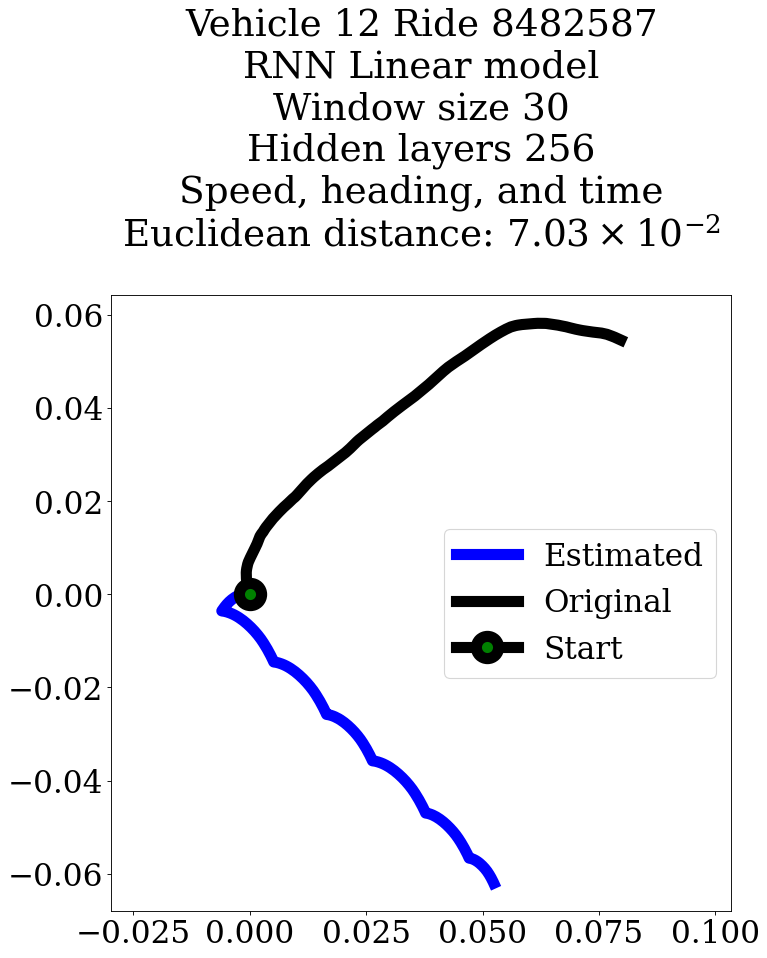 Vehicle 12 Ride 8482587
RNN Linear model
Window size 30
Hidden layers 256
Speed, heading, and time
Euclidean distance: 7.03 × 10⁻²
0.06
0.04
0.02
0.00
−0.02
−0.04
−0.06
Estimated
Original
Start
−0.025 0.000 0.025 0.050 0.075 0.100